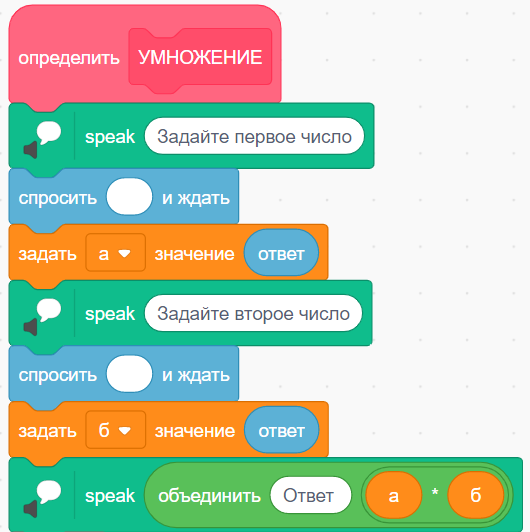 определить УМНОЖЕНИЕ
speak Задайте первое число
спросить и ждать
задать а значение ответ
speak Задайте второе число
спросить и ждать
задать б значение ответ
speak объединить Ответ а * б